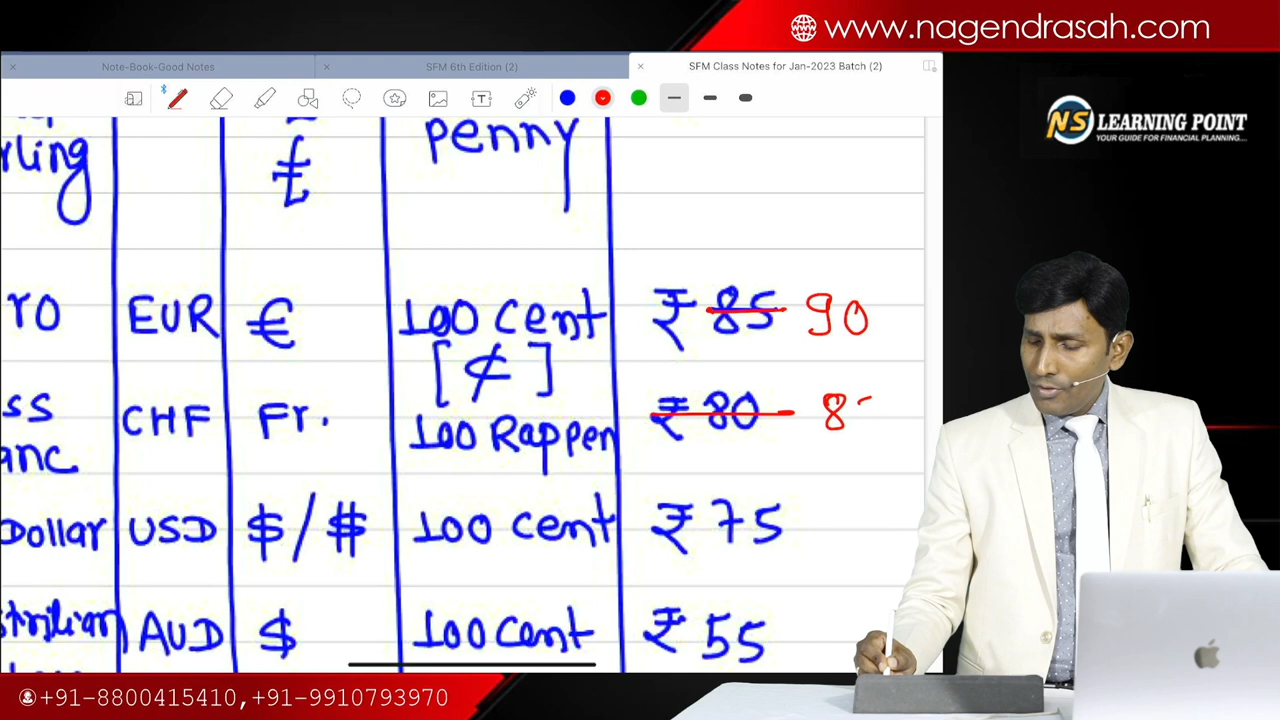 www.nagendrasah.com
Note-Book-Good Notes
SFM 6th Edition (2)
SFM Class Notes for Jan-2023 Batch (2)
NS LEARNING POINT
YOUR GUIDE FOR FINANCIAL PLANNING....
rling £ penny
ro EUR € 100 cent ₹ 85 90
[¢]
ss CHF Fr. 100 Rappen ₹ 80 8
anc
Dollar USD $/$ 100 cent ₹ 75
AUD $ 100 cent ₹ 55
+91-8800415410,+91-9910793970